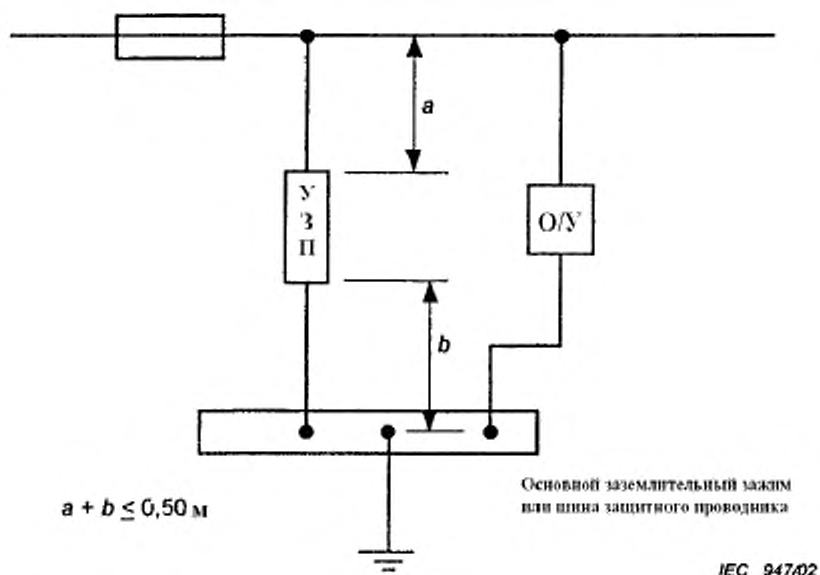 a
У
З
П
О/У
b
a + b ≤ 0,50 м
Основной заземлительный зажим
или шина защитного проводника
IEC 947/02